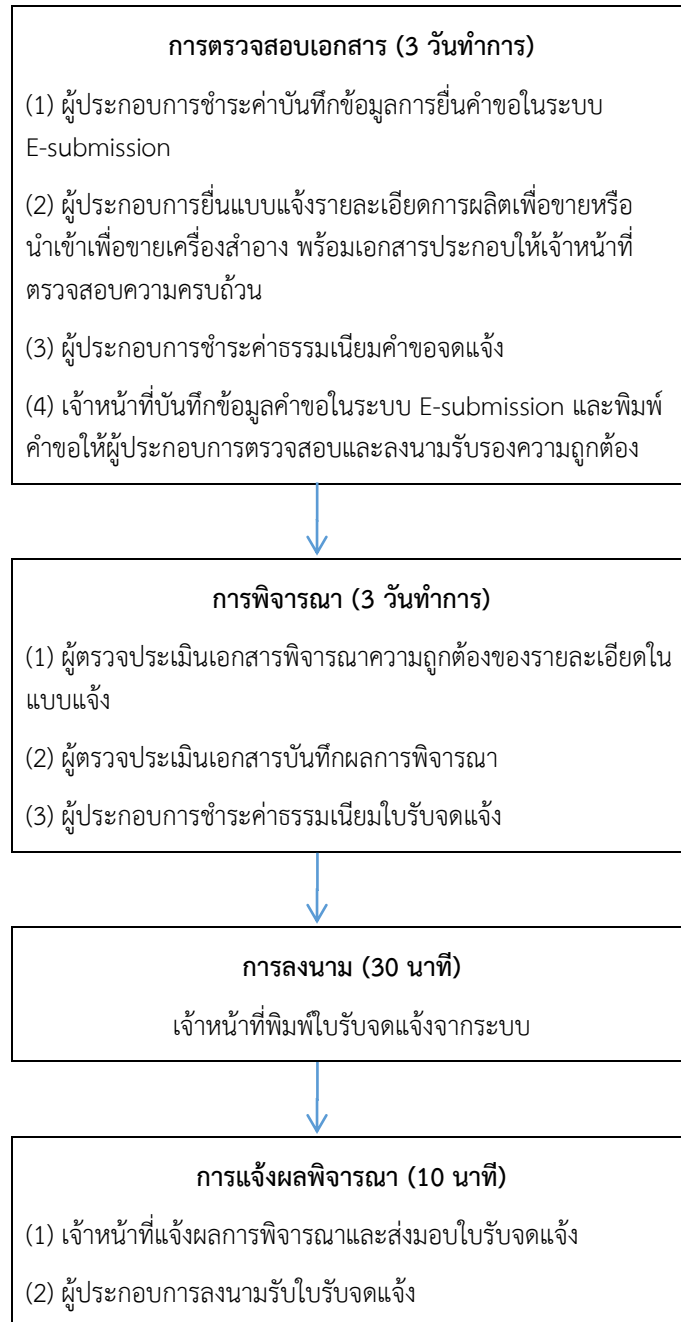 การตรวจสอบเอกสาร (3 วันทำการ)
(1) ผู้ประกอบการชำระค่าบันทึกข้อมูลการยื่นคำขอในระบบ
E-submission
(2) ผู้ประกอบการยื่นแบบแจ้งรายละเอียดการผลิตเพื่อขายหรือ
นำเข้าเพื่อขายเครื่องสำอาง พร้อมเอกสารประกอบให้เจ้าหน้าที่
ตรวจสอบความครบถ้วน
(3) ผู้ประกอบการชำระค่าธรรมเนียมคำขอจดแจ้ง
(4) เจ้าหน้าที่บันทึกข้อมูลคำขอในระบบ E-submission และพิมพ์
คำขอให้ผู้ประกอบการตรวจสอบและลงนามรับรองความถูกต้อง
การพิจารณา (3 วันทำการ)
(1) ผู้ตรวจประเมินเอกสารพิจารณาความถูกต้องของรายละเอียดใน
แบบแจ้ง
(2) ผู้ตรวจประเมินเอกสารบันทึกผลการพิจารณา
(3) ผู้ประกอบการชำระค่าธรรมเนียมใบรับจดแจ้ง
การลงนาม (30 นาที)
เจ้าหน้าที่พิมพ์ใบรับจดแจ้งจากระบบ
การแจ้งผลพิจารณา (10 นาที)
(1) เจ้าหน้าที่แจ้งผลการพิจารณาและส่งมอบใบรับจดแจ้ง
(2) ผู้ประกอบการลงนามรับใบรับจดแจ้ง